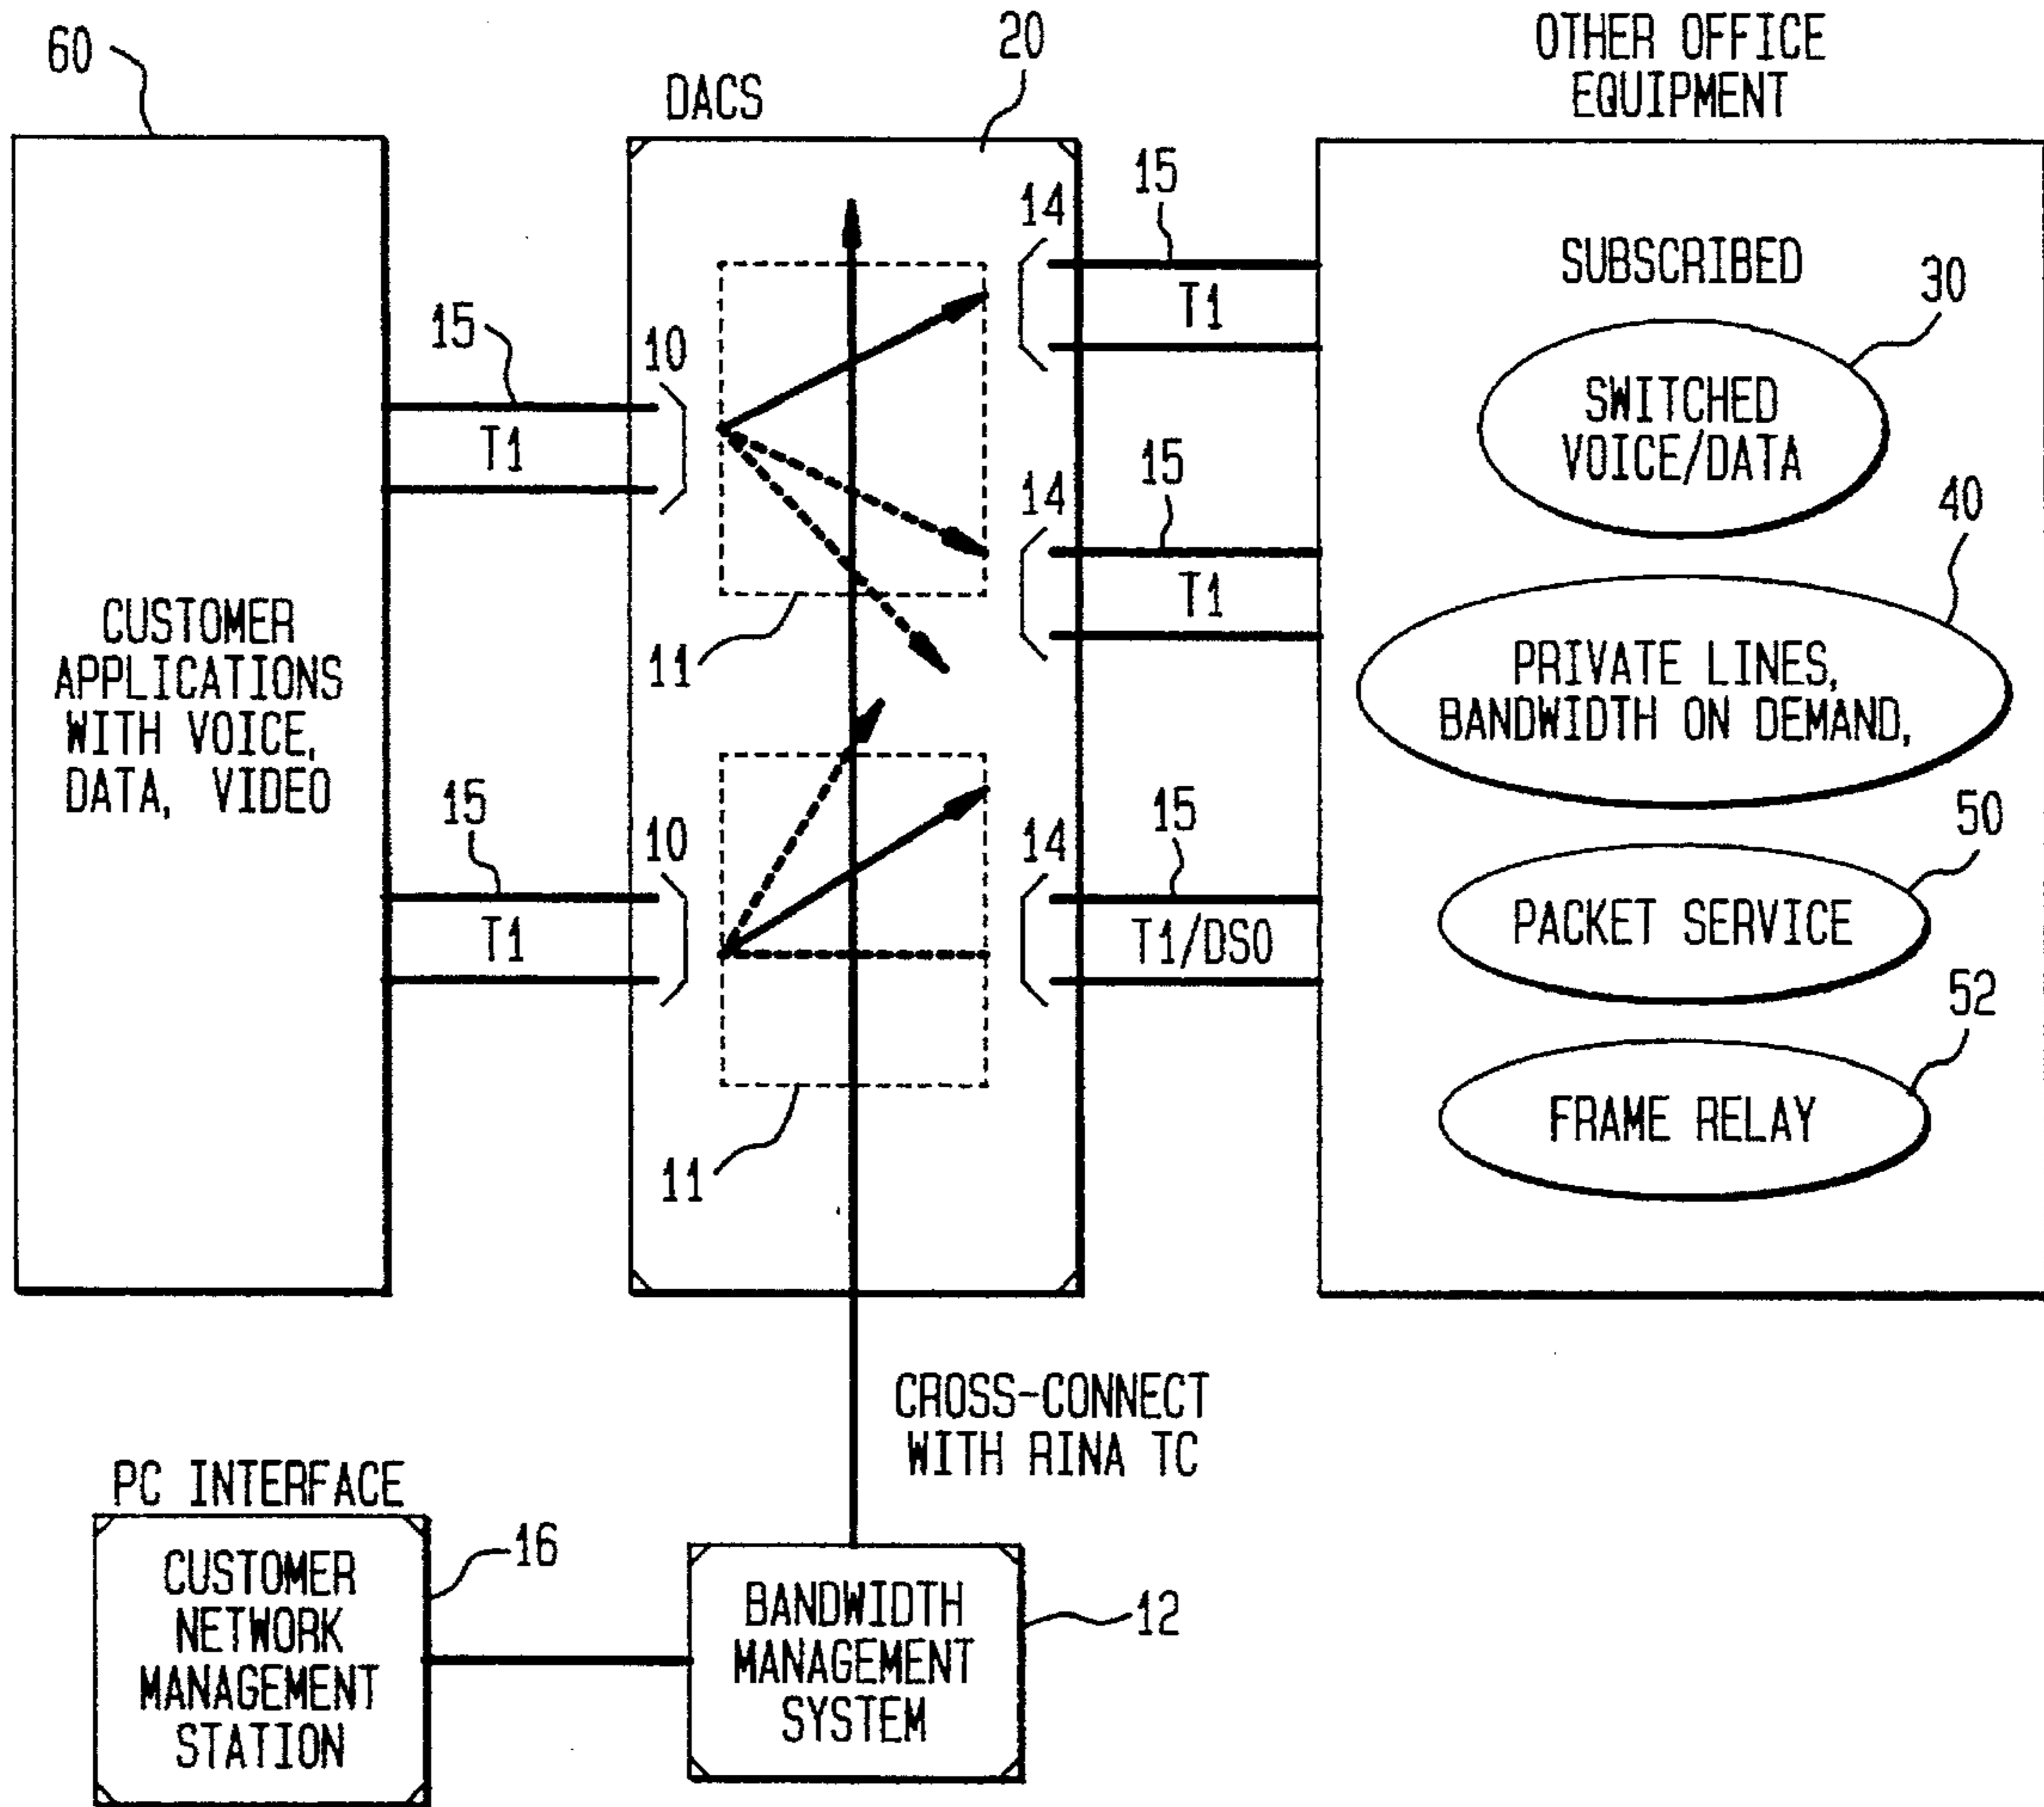 60
DACS
20
OTHER OFFICE
EQUIPMENT
15
10
T1
14
15
T1
15
14
T1
11
SUBSCRIBED
30
SWITCHED
VOICE/DATA
40
PRIVATE LINES,
BANDWIDTH ON DEMAND,
CUSTOMER
APPLICATIONS
WITH VOICE,
DATA, VIDEO
15
10
T1
14
15
T1/DS0
11
50
PACKET SERVICE
52
FRAME RELAY
CROSS-CONNECT
WITH RINA TC
PC INTERFACE
16
CUSTOMER
NETWORK
MANAGEMENT
STATION
BANDWIDTH
MANAGEMENT
SYSTEM
12